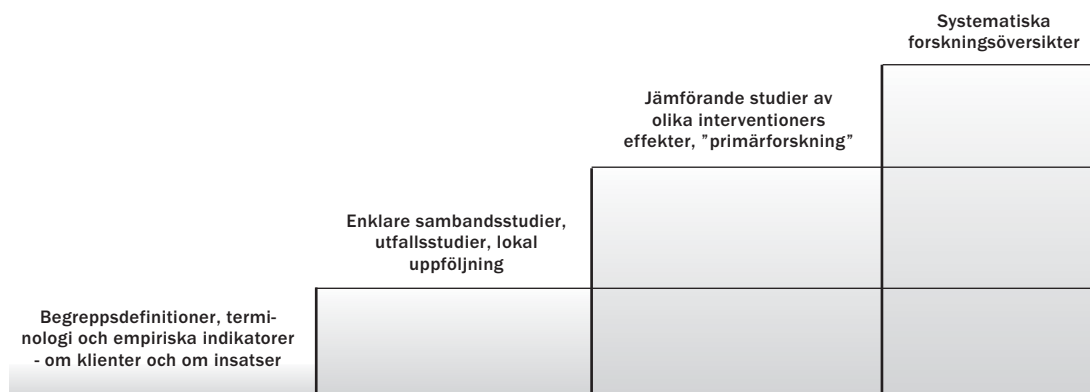 Systematiska
forskningsöversikter
Jämförande studier av
olika interventioners
effekter, ”primärforskning”
Enklare sambandsstudier,
utfallsstudier, lokal
uppföljning
Begreppsdefinitioner, termi-
nologi och empiriska indikatorer
- om klienter och om insatser